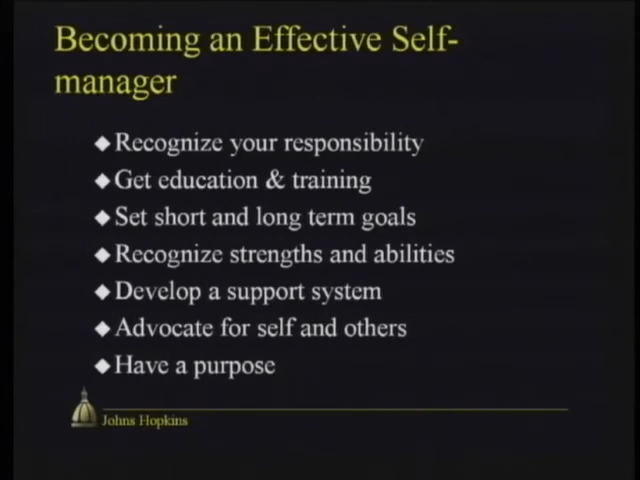 Becoming an Effective Self-
manager
◆Recognize your responsibility
◆Get education & training
◆Set short and long term goals
◆Recognize strengths and abilities
◆Develop a support system
◆Advocate for self and others
◆Have a purpose
Johns Hopkins